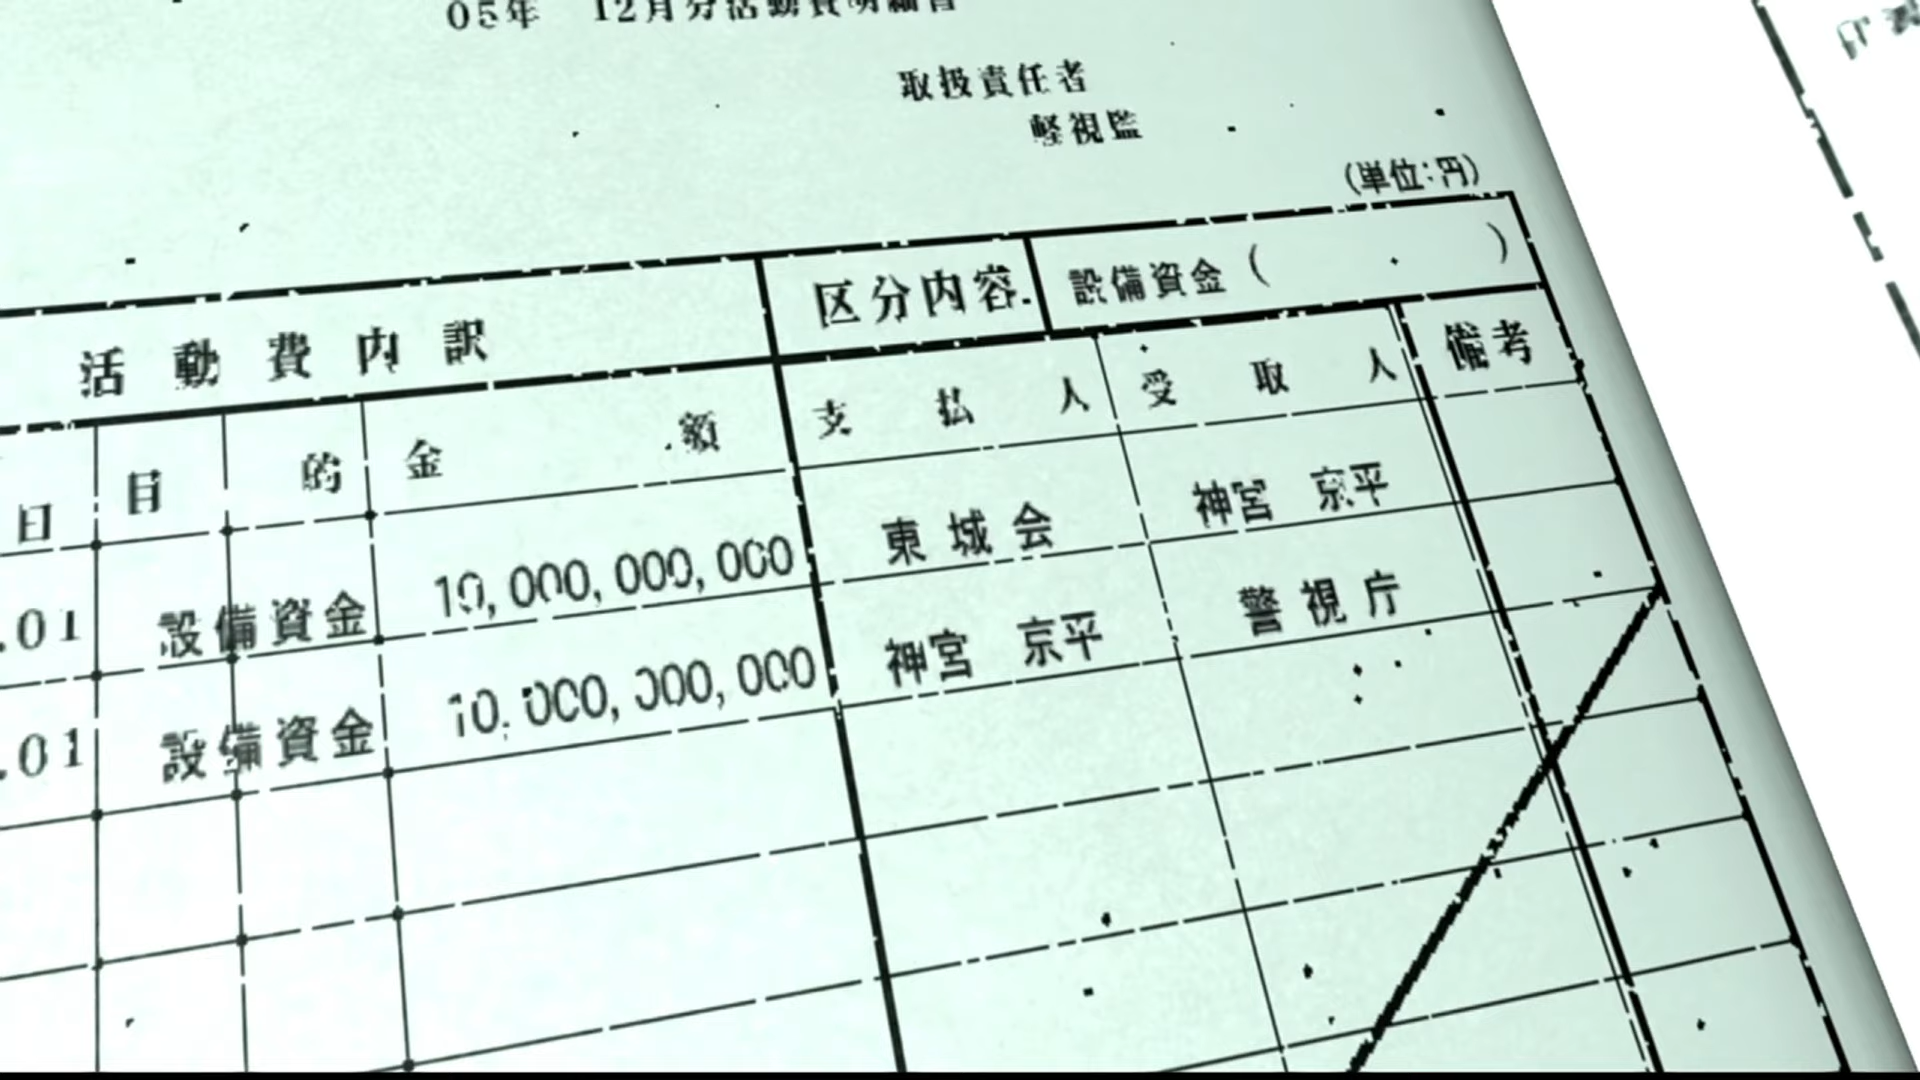 05年 12月分活動費明細書
取扱責任者
軽視監
(単位:円)
活動費内訳 区分内容 設備資金( )
日 目的 金額 支払人 受取人 備考
.01 設備資金 10,000,000,000 東城会 神宮 京平
.01 設備資金 10,000,000,000 神宮 京平 警視庁